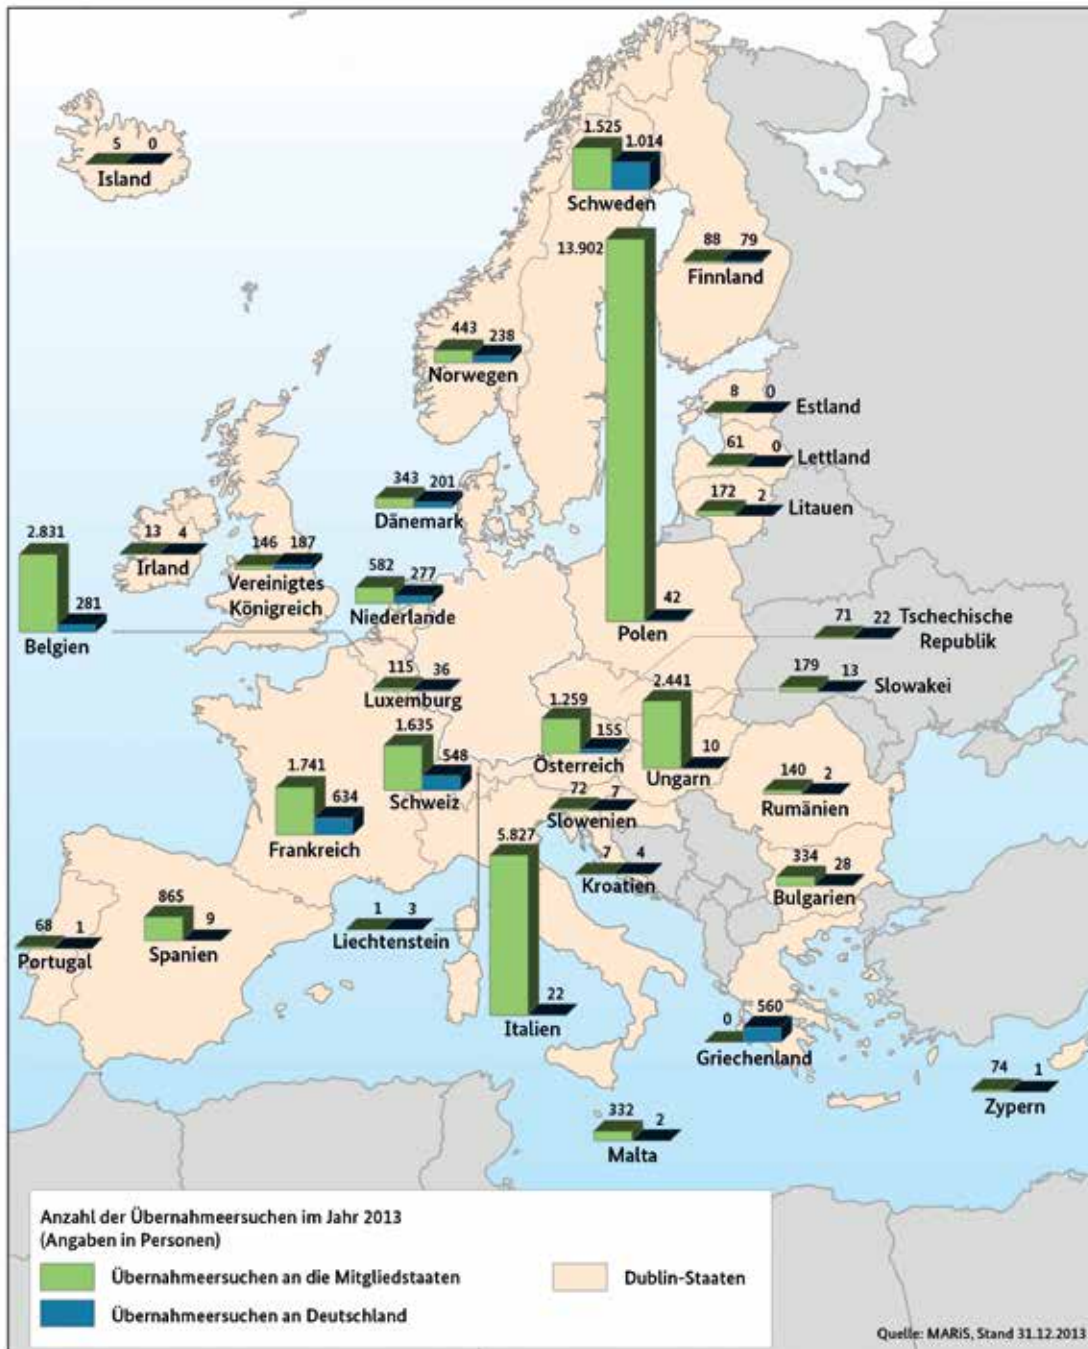 5 0
Island
1.525 1.014
Schweden
13.902 42
Polen
88 79
Finnland
443 238
Norwegen
8 0 Estland
61 0 Lettland
172 2 Litauen
343 201
Dänemark
2.831 281
Belgien
13 4
Irland
146 187
Vereinigtes
Königreich
582 277
Niederlande
71 22 Tschechische
Republik
179 13 Slowakei
115 36
Luxemburg
1.259 155
Österreich
2.441 10
Ungarn
1.635 548
Schweiz
1.741 634
Frankreich
140 2
Rumänien
72 7
Slowenien
5.827 22
Italien
7 4
Kroatien
334 28
Bulgarien
865 9
Spanien
68 1
Portugal
1 3
Liechtenstein
0 560
Griechenland
74 1
Zypern
332 2
Malta
Anzahl der Übernahmeersuchen im Jahr 2013
(Angaben in Personen)
Übernahmeersuchen an die Mitgliedstaaten
Übernahmeersuchen an Deutschland
Dublin-Staaten
Quelle: MARiS, Stand 31.12.2013